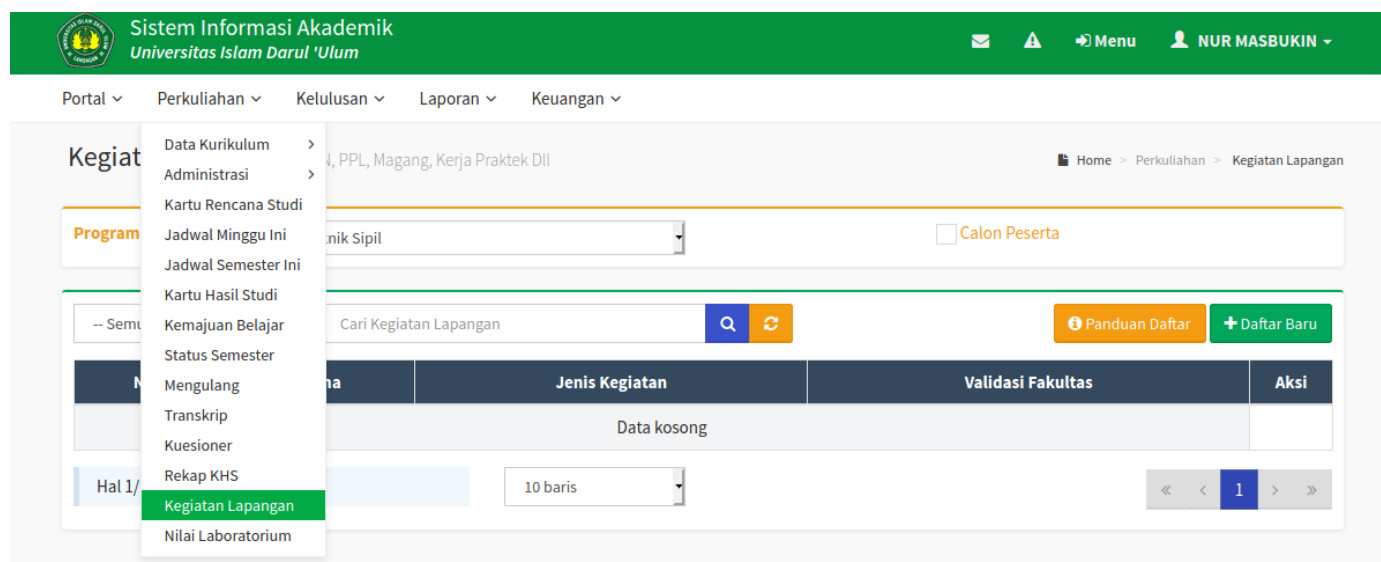 Sistem Informasi Akademik
Universitas Islam Darul 'Ulum
Menu
NUR MASBUKIN
Portal
Perkuliahan
Kelulusan
Laporan
Keuangan
Kegiat
PPL, Magang, Kerja Praktek Dll
Home > Perkuliahan > Kegiatan Lapangan
Data Kurikulum
Administrasi
Kartu Rencana Studi
Jadwal Minggu Ini
Jadwal Semester Ini
Kartu Hasil Studi
Kemajuan Belajar
Status Semester
Mengulang
Transkrip
Kuesioner
Rekap KHS
Kegiatan Lapangan
Nilai Laboratorium
Program
nik Sipil
Calon Peserta
-- Semu
Cari Kegiatan Lapangan
Panduan Daftar
+ Daftar Baru
N
na
Jenis Kegiatan
Validasi Fakultas
Aksi
Data kosong
Hal 1/
10 baris
« < 1 > »